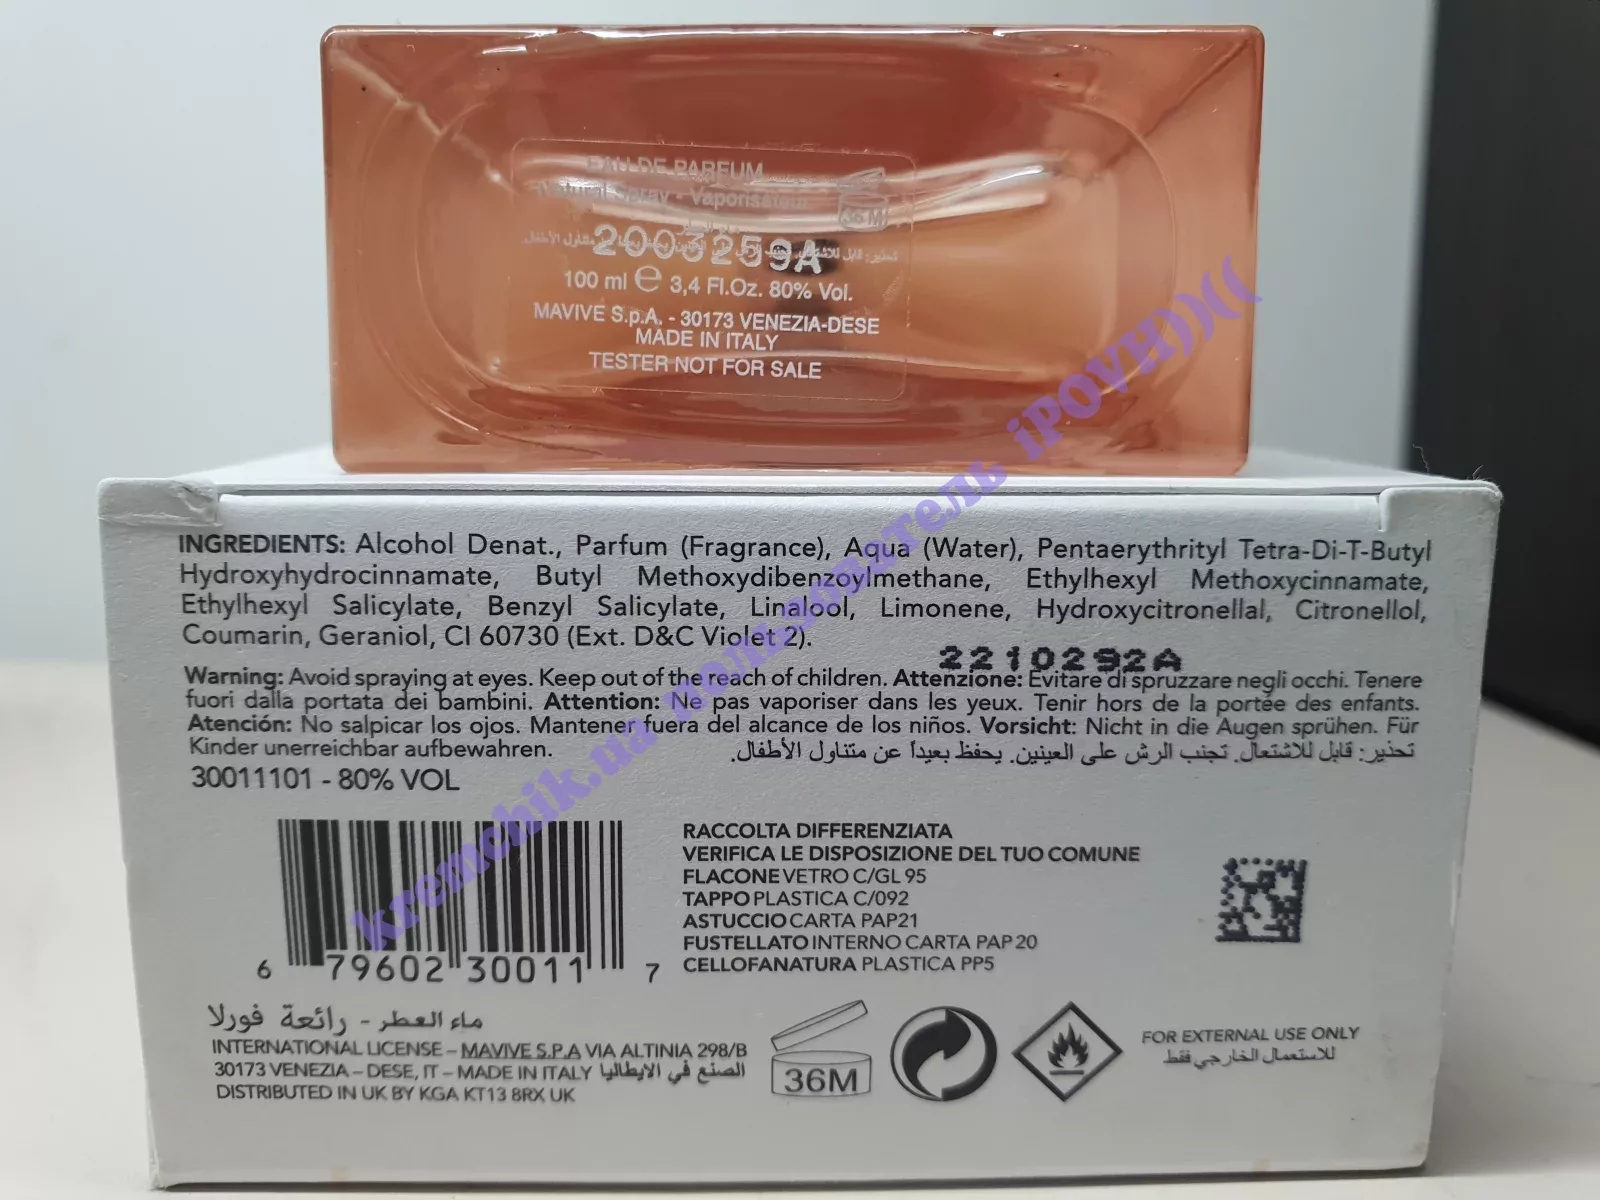 EAU DE PARFUM
Natural Spray - Vaporisateur
36 M
2003259A
100 ml e 3,4 Fl.Oz. 80% Vol.
MAVIVE S.p.A. - 30173 VENEZIA-DESE
MADE IN ITALY
TESTER NOT FOR SALE
INGREDIENTS: Alcohol Denat., Parfum (Fragrance), Aqua (Water), Pentaerythrityl Tetra-Di-T-Butyl
Hydroxyhydrocinnamate, Butyl Methoxydibenzoylmethane, Ethylhexyl Methoxycinnamate,
Ethylhexyl Salicylate, Benzyl Salicylate, Linalool, Limonene, Hydroxycitronellal, Citronellol,
Coumarin, Geraniol, CI 60730 (Ext. D&C Violet 2).
2210292A
Warning: Avoid spraying at eyes. Keep out of the reach of children. Attenzione: Evitare di spruzzare negli occhi. Tenere
fuori dalla portata dei bambini. Attention: Ne pas vaporiser dans les yeux. Tenir hors de la portée des enfants.
Atención: No salpicar los ojos. Mantener fuera del alcance de los niños. Vorsicht: Nicht in die Augen sprühen. Für
Kinder unerreichbar aufbewahren.
تحذير: قابل للاشتعال. تجنب الرش على العينين. يحفظ بعيداً عن متناول الأطفال.
30011101 - 80% VOL
6 79602 30011 7
RACCOLTA DIFFERENZIATA
VERIFICA LE DISPOSIZIONE DEL TUO COMUNE
FLACONE VETRO C/GL 95
TAPPO PLASTICA C/092
ASTUCCIO CARTA PAP21
FUSTELLATO INTERNO CARTA PAP 20
CELLOFANATURA PLASTICA PP5
ماء العطر - رائعة فورلا
INTERNATIONAL LICENSE – MAVIVE S.P.A VIA ALTINIA 298/B
30173 VENEZIA – DESE, IT – MADE IN ITALY الصنع في الايطاليا
DISTRIBUTED IN UK BY KGA KT13 8RX UK
36M
FOR EXTERNAL USE ONLY
للاستعمال الخارجي فقط
kremchik.ua пользователь iPOVH))((